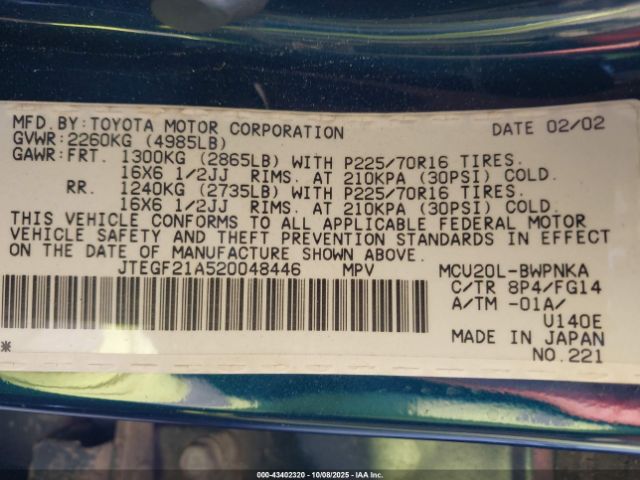 MFD.BY:TOYOTA MOTOR CORPORATION DATE 02/02
GVWR:2260KG (4985LB)
GAWR:FRT. 1300KG (2865LB) WITH P225/70R16 TIRES.
16X6 1/2JJ RIMS. AT 210KPA (30PSI) COLD.
RR. 1240KG (2735LB) WITH P225/70R16 TIRES.
16X6 1/2JJ RIMS. AT 210KPA (30PSI) COLD.
THIS VEHICLE CONFORMS TO ALL APPLICABLE FEDERAL MOTOR
VEHICLE SAFETY AND THEFT PREVENTION STANDARDS IN EFFECT
ON THE DATE OF MANUFACTURE SHOWN ABOVE.
JTEGF21A520048446 MPV MCU20L-BWPNKA
C/TR 8P4/FG14
A/TM -01A/
U140E
MADE IN JAPAN
* NO.221
000-43402320 | 10/08/2025 | IAA Inc.